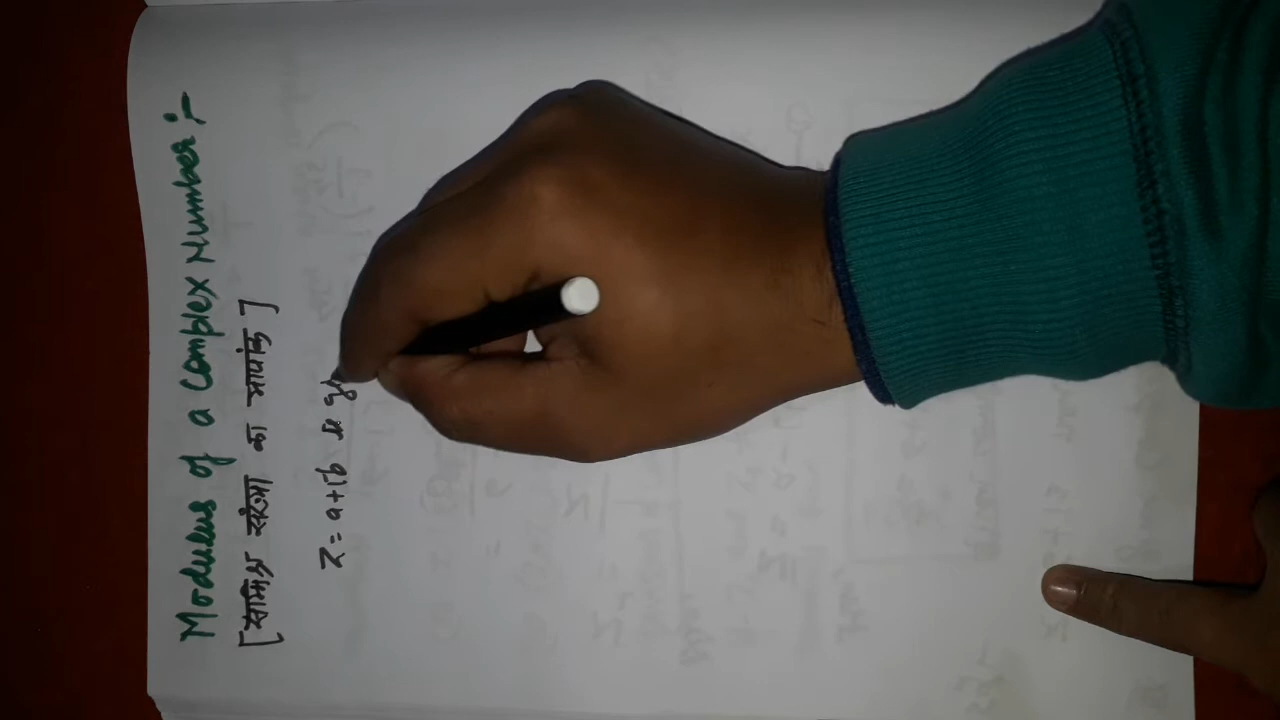 Modulus of a Complex Number :-
[सम्मिश्र संख्या का मापांक]
Z = a+ib